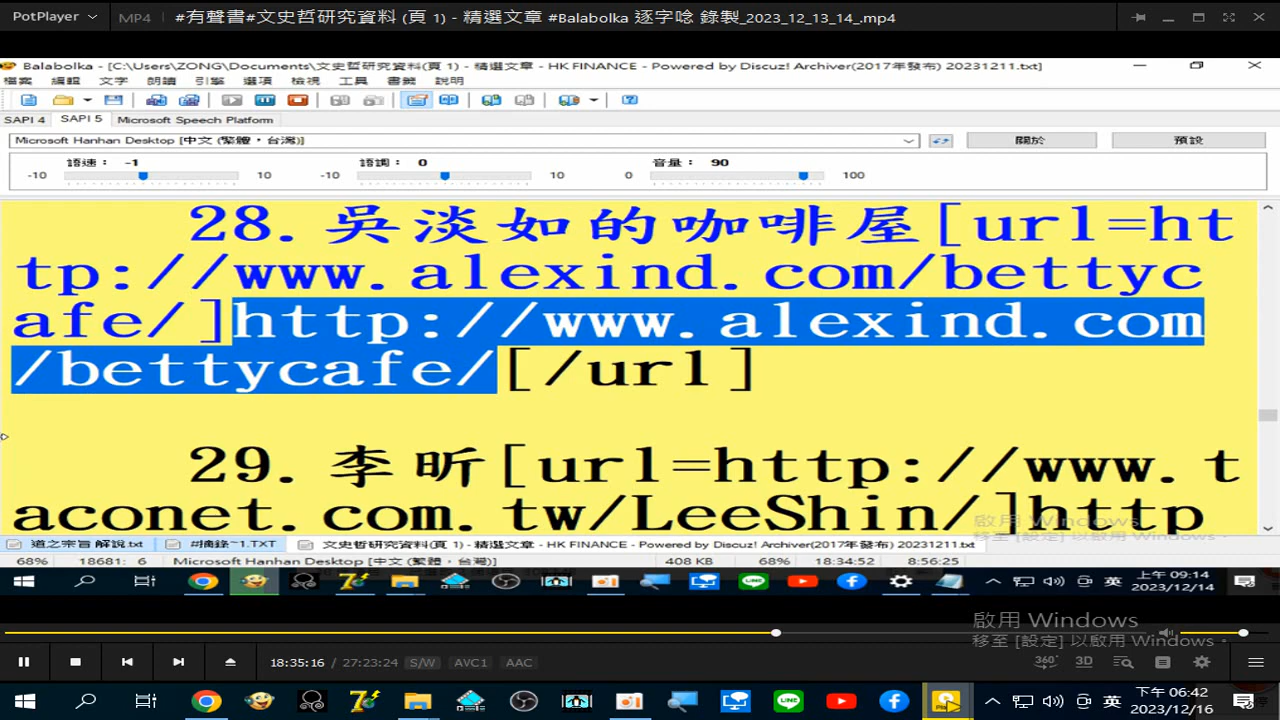 PotPlayer MP4 #有聲書#文史哲研究資料 (頁 1) - 精選文章 #Balabolka 逐字唸 錄製_2023_12_13_14_.mp4
Balabolka - [C:\Users\ZONG\Documents\文史哲研究資料(頁 1) - 精選文章 - HK FINANCE - Powered by Discuz! Archiver(2017年發布) 20231211.txt]
檔案 編輯 文字 朗讀 引擎 選項 檢視 工具 書籤 說明
SAPI 4 SAPI 5 Microsoft Speech Platform
Microsoft Hanhan Desktop [中文 (繁體，台灣)] 關於 預設
語速： -1 語調： 0 音量： 90
-10 10 -10 10 0 100
28. 吳淡如的咖啡屋[url=ht
tp://www.alexind.com/bettyc
afe/]http://www.alexind.com
/bettycafe/[/url]
29. 李昕[url=http://www.t
aconet.com.tw/LeeShin/]http
道之宗旨 解說.txt #摘錄~1.TXT 文史哲研究資料(頁 1) - 精選文章 - HK FINANCE - Powered by Discuz! Archiver(2017年發布) 20231211.txt
68% 18681: 6 Microsoft Hanhan Desktop [中文 (繁體，台灣)] 408 KB 68% 18:34:52 8:56:25
啟用 Windows
移至 [設定] 以啟用 Windows。
英 上午 09:14
2023/12/14
啟用 Windows
移至 [設定] 以啟用 Windows。
18:35:16 / 27:23:24 S/W AVC1 AAC 360° 3D
英 下午 06:42
2023/12/16